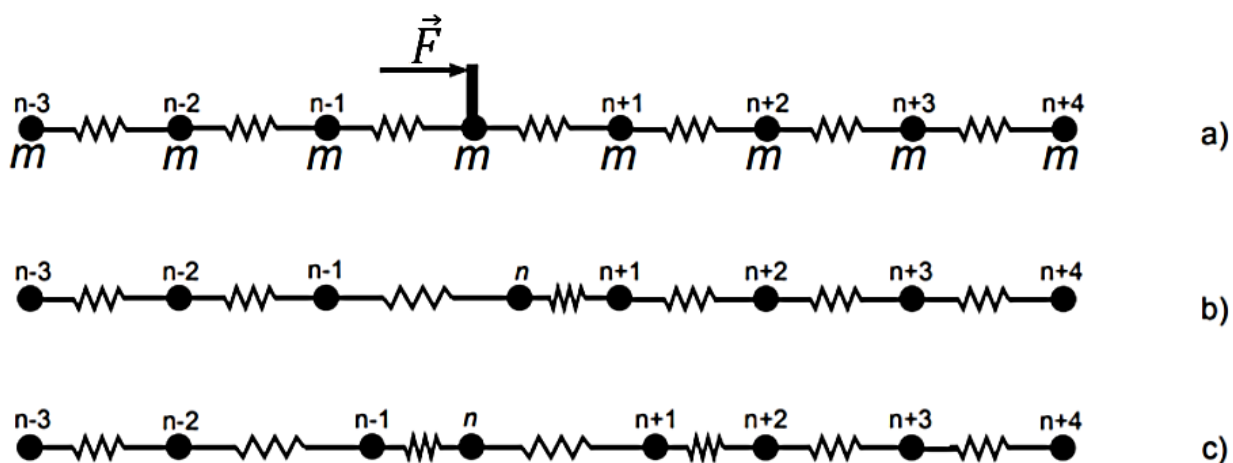 F⃗
n-3 n-2 n-1 n+1 n+2 n+3 n+4
m m m m m m m m a)
n-3 n-2 n-1 n n+1 n+2 n+3 n+4
b)
n-3 n-2 n-1 n n+1 n+2 n+3 n+4
c)